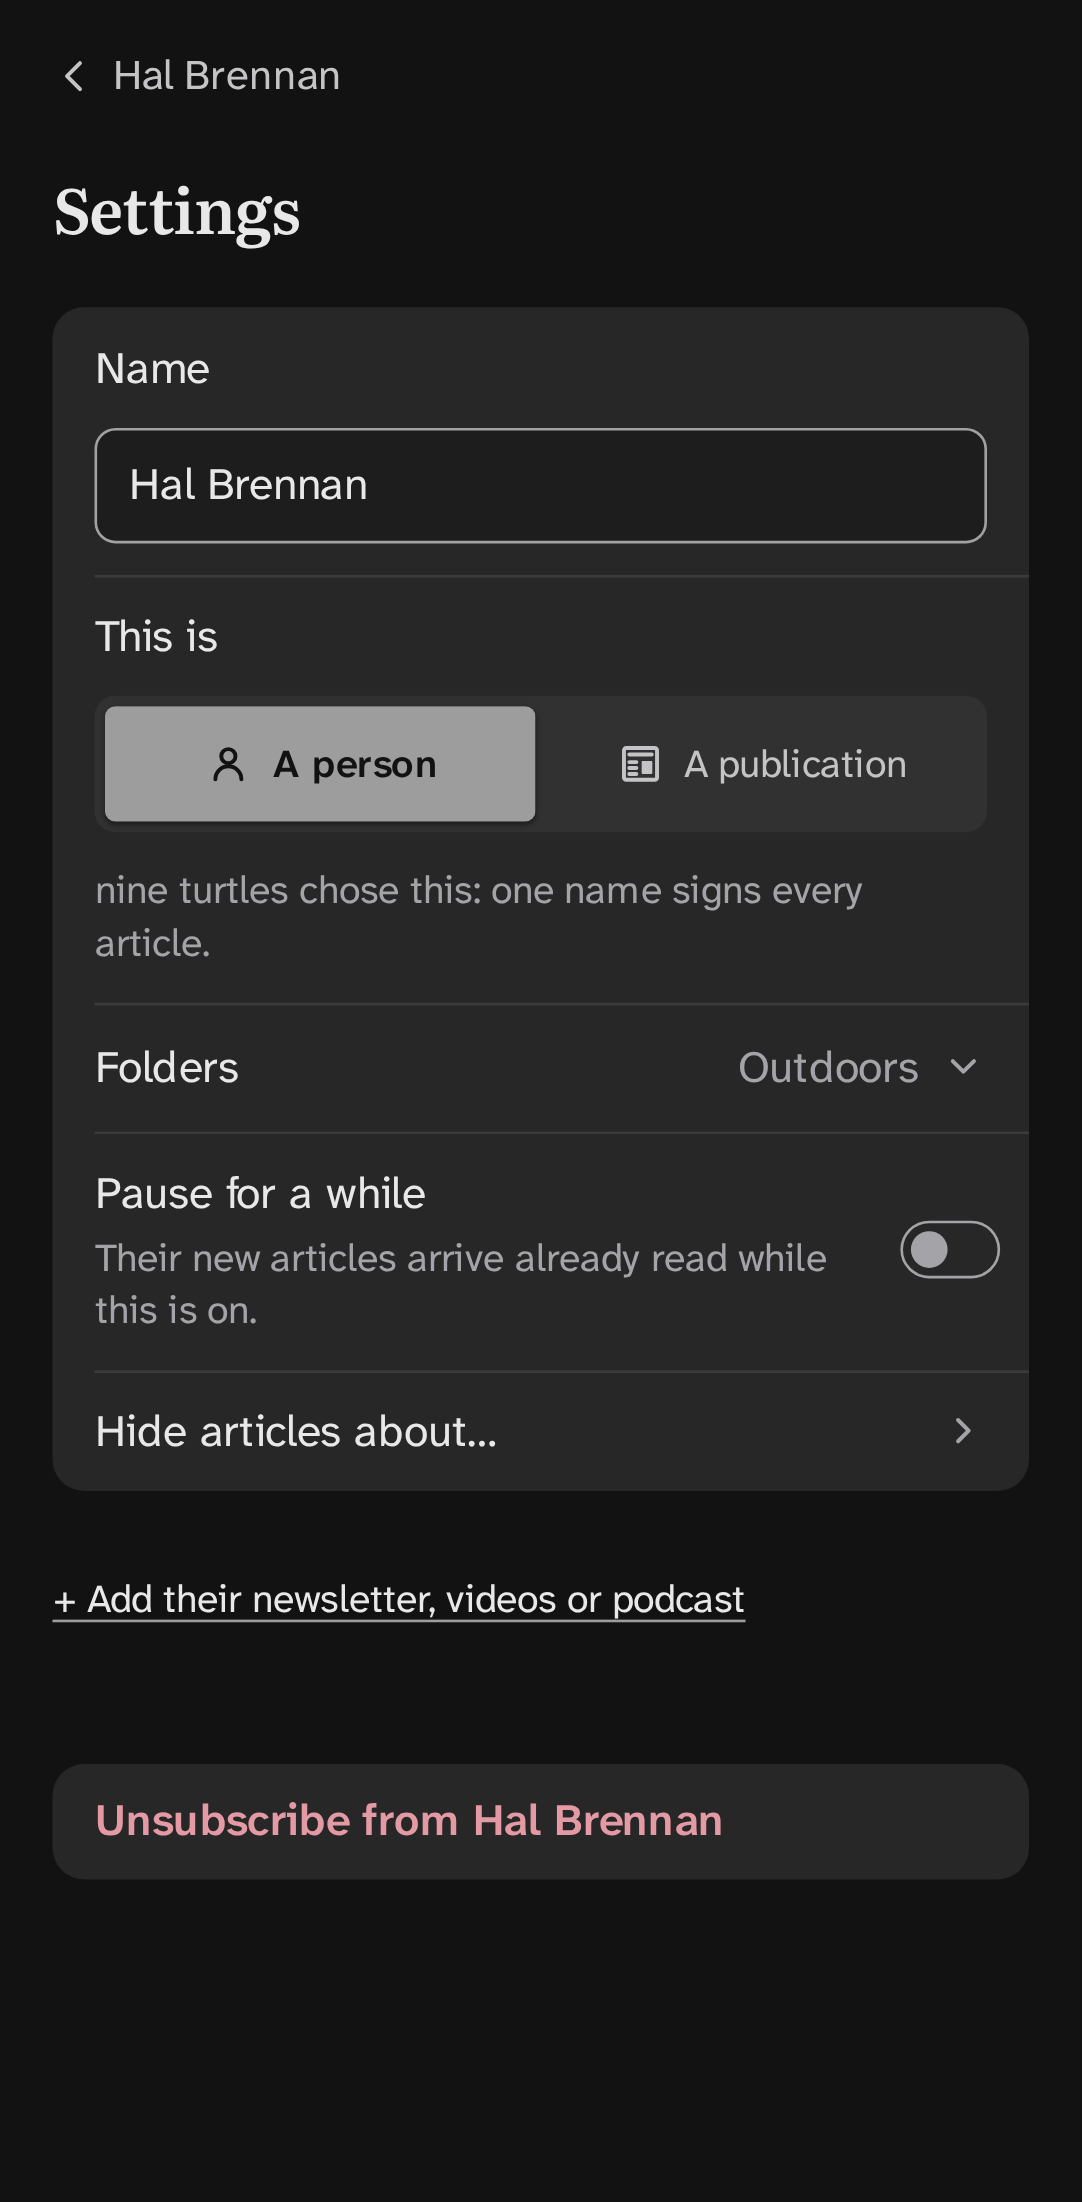 Hal Brennan
Settings
Name
Hal Brennan
This is
A person
A publication
nine turtles chose this: one name signs every
article.
Folders
Outdoors
Pause for a while
Their new articles arrive already read while
this is on.
Hide articles about...
+ Add their newsletter, videos or podcast
Unsubscribe from Hal Brennan